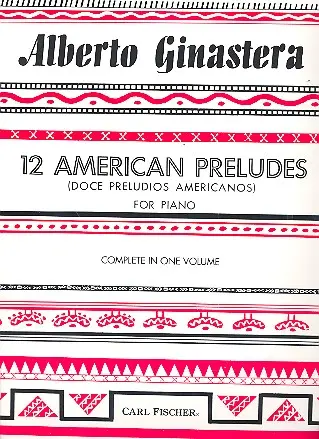 Alberto Ginastera
12 AMERICAN PRELUDES
(DOCE PRELUDIOS AMERICANOS)
FOR PIANO
COMPLETE IN ONE VOLUME
CARL FISCHER